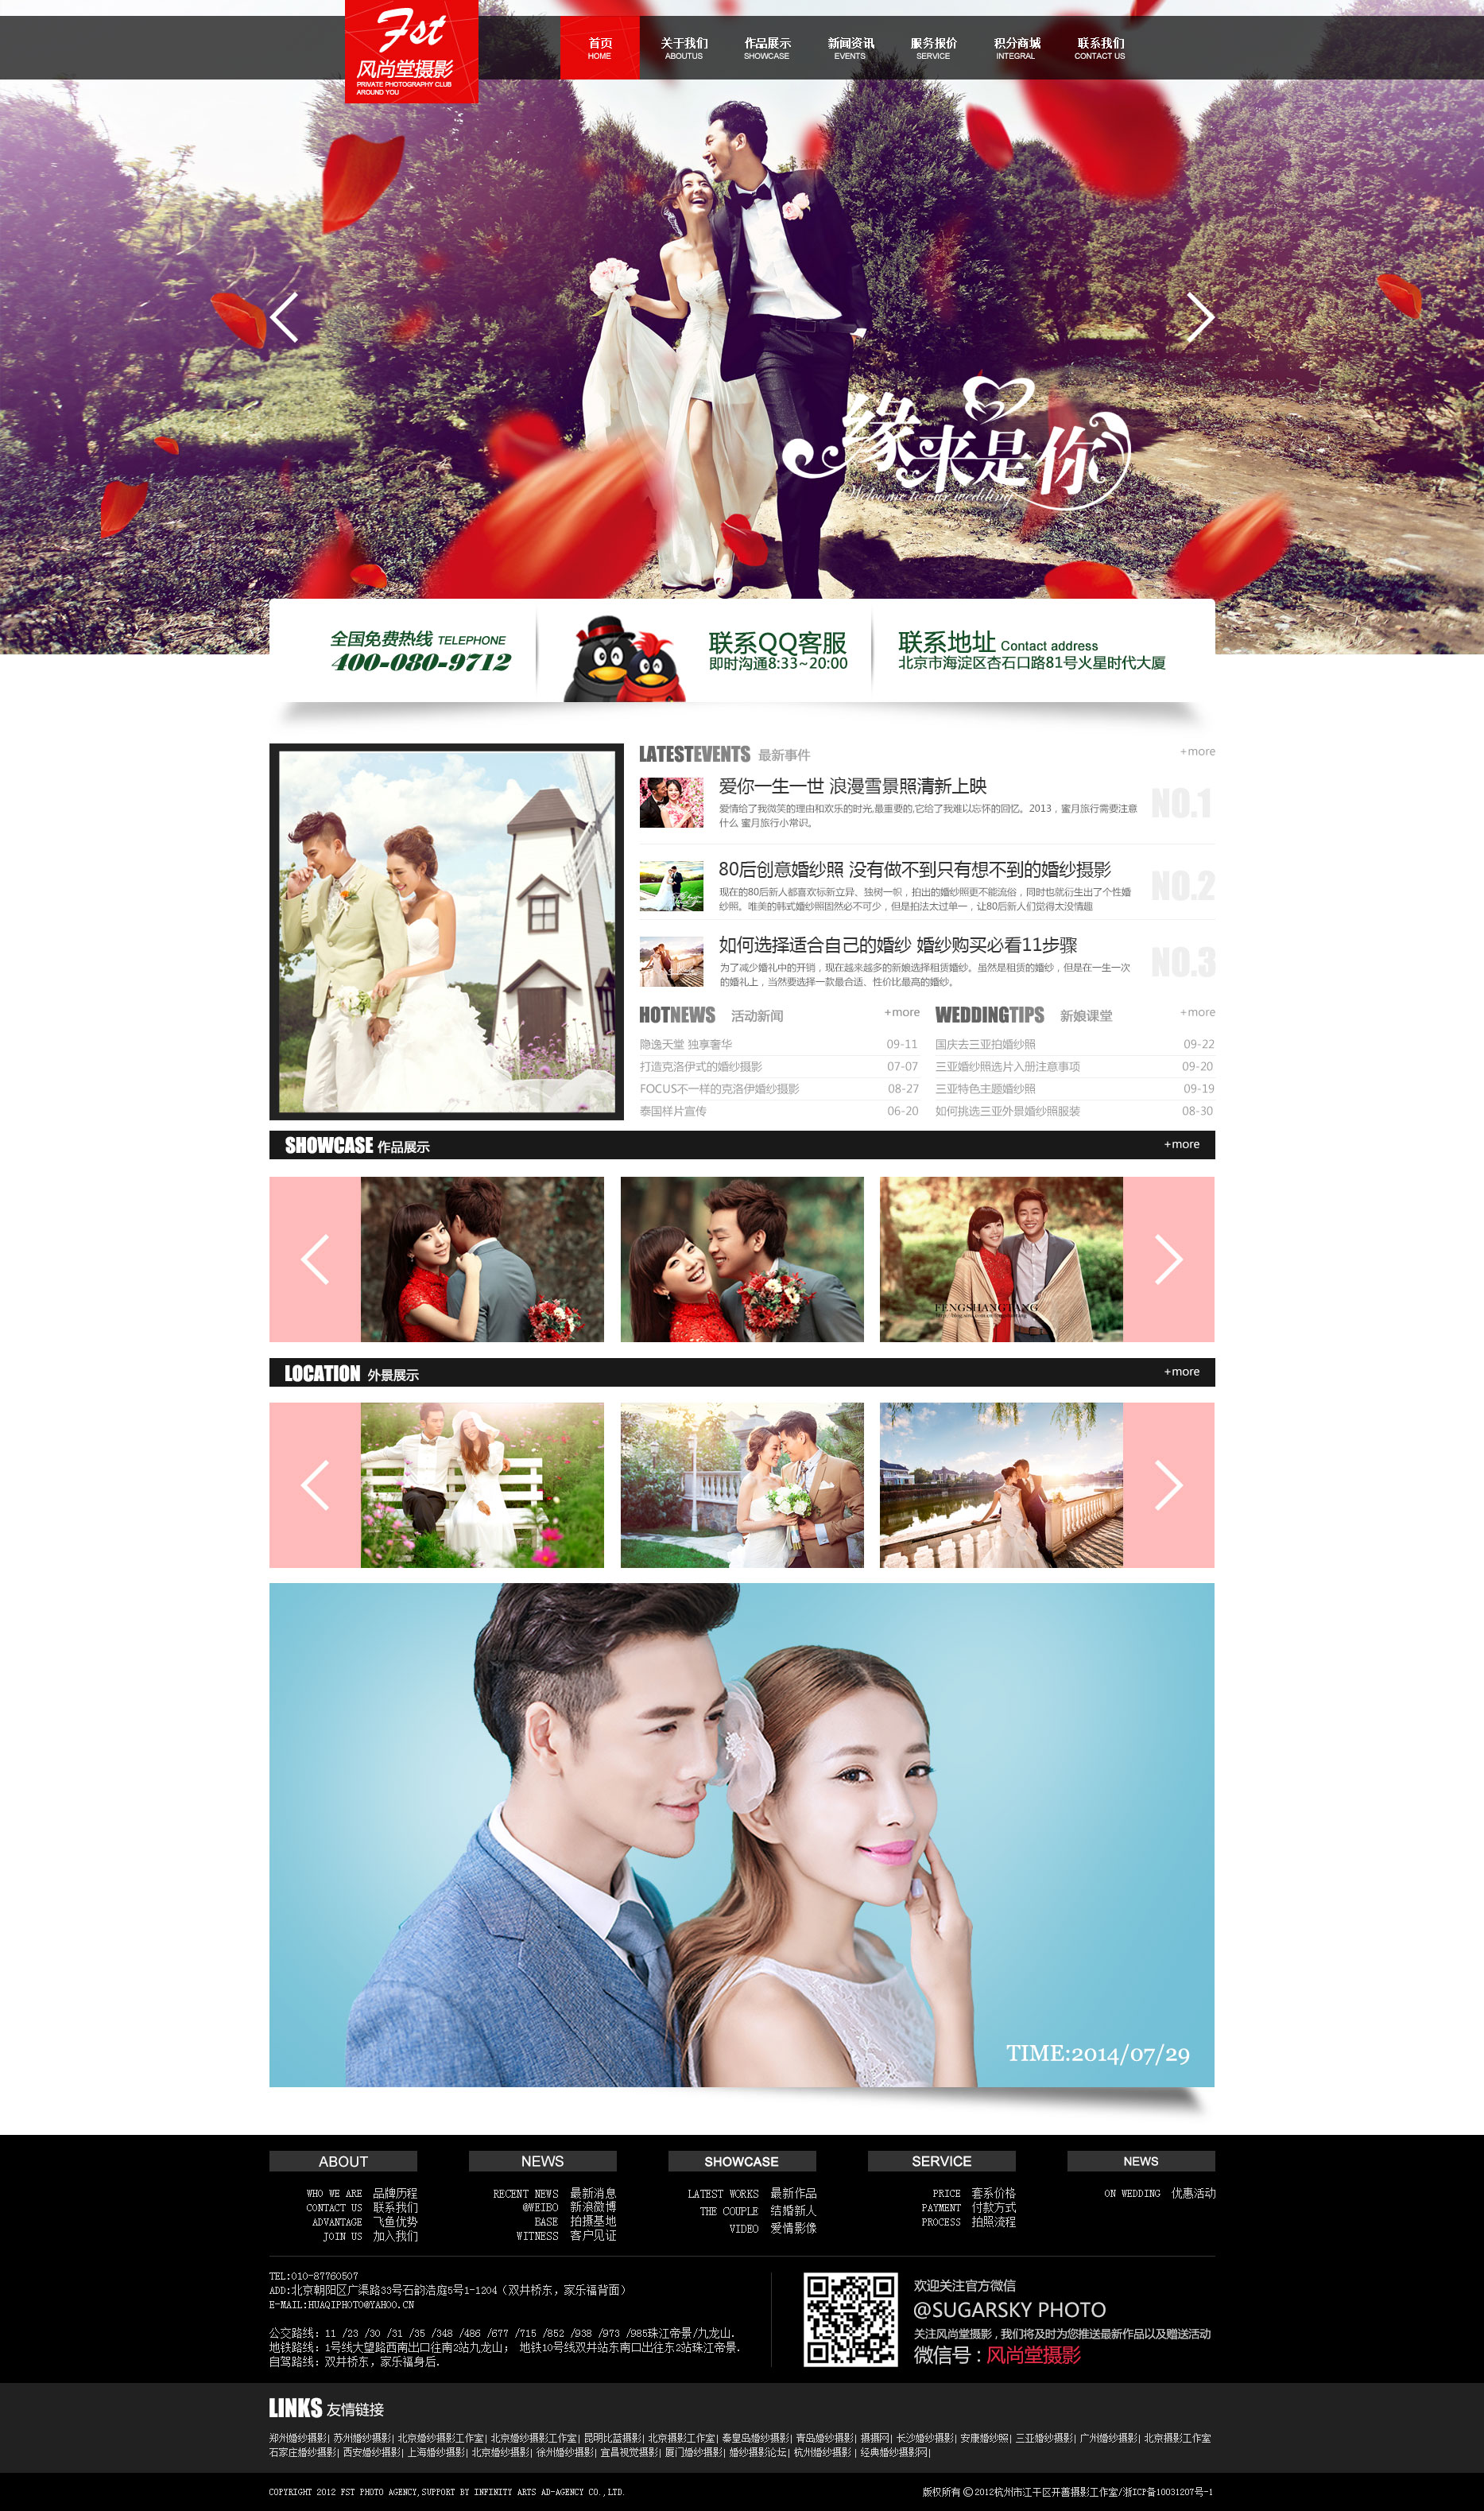 Fst
风尚堂摄影
PRIVATE PHOTOGRAPHY CLUB
AROUND YOU
首页 关于我们 作品展示 新闻资讯 服务报价 积分商城 联系我们
HOME ABOUTUS SHOWCASE EVENTS SERVICE INTEGRAL CONTACT US
缘来是你
Welcome to our wedding
全国免费热线 TELEPHONE
400-080-9712
联系QQ客服
即时沟通8:33~20:00
联系地址 Contact address
北京市海淀区杏石口路81号火星时代大厦
LATESTEVENTS 最新事件 +more
爱你一生一世 浪漫雪景照清新上映
爱情给了我微笑的理由和欢乐的时光,最重要的,它给了我难以忘怀的回忆。2013，蜜月旅行需要注意
什么 蜜月旅行小常识。
NO.1
80后创意婚纱照 没有做不到只有想不到的婚纱摄影
现在的80后新人都喜欢标新立异、独树一帜，拍出的婚纱照更不能流俗，同时也就衍生出了个性婚
纱照。唯美的韩式婚纱照固然必不可少，但是拍法太过单一，让80后新人们觉得太没情趣
NO.2
如何选择适合自己的婚纱 婚纱购买必看11步骤
为了减少婚礼中的开销，现在越来越多的新娘选择租赁婚纱。虽然是租赁的婚纱，但是在一生一次
的婚礼上，当然要选择一款最合适、性价比最高的婚纱。
NO.3
HOTNEWS 活动新闻 +more
隐逸天堂 独享奢华 09-11
打造克洛伊式的婚纱摄影 07-07
FOCUS不一样的克洛伊婚纱摄影 08-27
泰国样片宣传 06-20
WEDDINGTIPS 新娘课堂 +more
国庆去三亚拍婚纱照 09-22
三亚婚纱照选片入册注意事项 09-20
三亚特色主题婚纱照 09-19
如何挑选三亚外景婚纱照服装 08-30
SHOWCASE 作品展示 +more
FENGSHANGTANG
LOCATION 外景展示 +more
TIME:2014/07/29
ABOUT
WHO WE ARE 品牌历程
CONTACT US 联系我们
ADVANTAGE 飞鱼优势
JOIN US 加入我们
NEWS
RECENT NEWS 最新消息
@WEIBO 新浪微博
BASE 拍摄基地
WITNESS 客户见证
SHOWCASE
LATEST WORKS 最新作品
THE COUPLE 结婚新人
VIDEO 爱情影像
SERVICE
PRICE 套系价格
PAYMENT 付款方式
PROCESS 拍照流程
NEWS
ON WEDDING 优惠活动
TEL:010-87760507
ADD:北京朝阳区广渠路33号石韵浩庭5号1-1204（双井桥东，家乐福背面）
E-MAIL:HUAQIPHOTO@YAHOO.CN
公交路线: 11 /23 /30 /31 /35 /348 /486 /677 /715 /852 /938 /973 /985珠江帝景/九龙山.
地铁路线: 1号线大望路西南出口往南2站九龙山; 地铁10号线双井站东南口出往东2站珠江帝景.
自驾路线: 双井桥东，家乐福身后.
欢迎关注官方微信
@SUGARSKY PHOTO
关注风尚堂摄影，我们将及时为您推送最新作品以及赠送活动
微信号：风尚堂摄影
LINKS 友情链接
郑州婚纱摄影| 苏州婚纱摄影| 北京婚纱摄影工作室| 北京婚纱摄影工作室| 昆明比蓝摄影| 北京摄影工作室| 秦皇岛婚纱摄影| 青岛婚纱摄影| 摄摄网| 长沙婚纱摄影| 安康婚纱照| 三亚婚纱摄影| 广州婚纱摄影| 北京摄影工作室
石家庄婚纱摄影| 西安婚纱摄影| 上海婚纱摄影| 北京婚纱摄影| 徐州婚纱摄影| 宜昌视觉摄影| 厦门婚纱摄影| 婚纱摄影论坛| 杭州婚纱摄影 | 经典婚纱摄影网|
COPYRIGHT 2012 FST PHOTO AGENCY,SUPPORT BY INFINITY ARTS AD-AGENCY CO.,LTD.
版权所有 ©2012杭州市江干区开蔷摄影工作室/浙ICP备10031207号-1